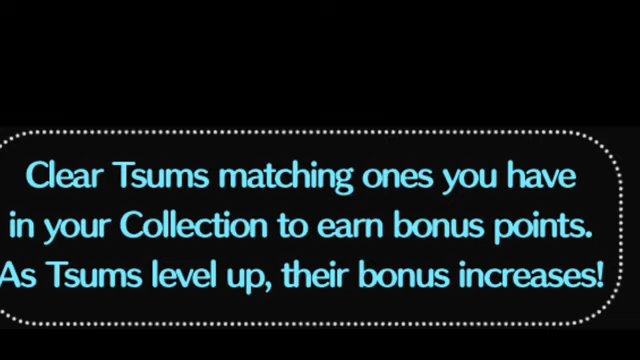 Clear Tsums matching ones you have
in your Collection to earn bonus points.
As Tsums level up, their bonus increases!